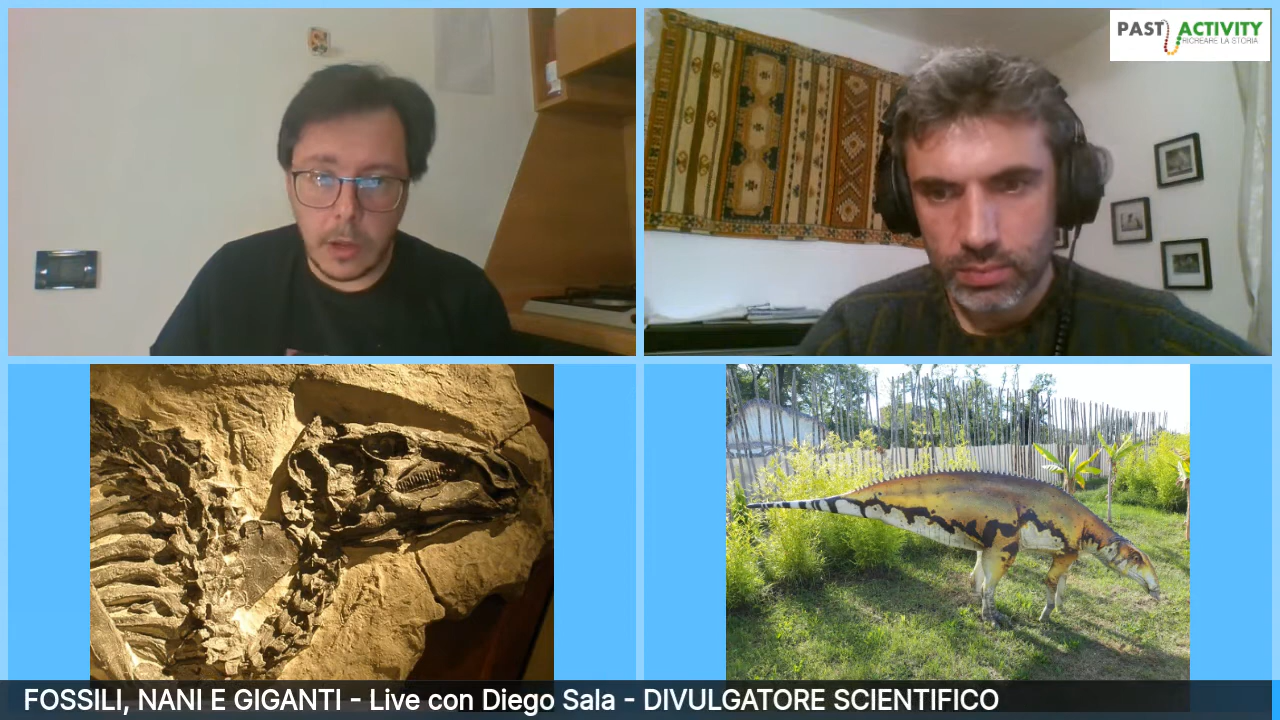 PAST ACTIVITY
RICREARE LA STORIA
FOSSILI, NANI E GIGANTI - Live con Diego Sala - DIVULGATORE SCIENTIFICO